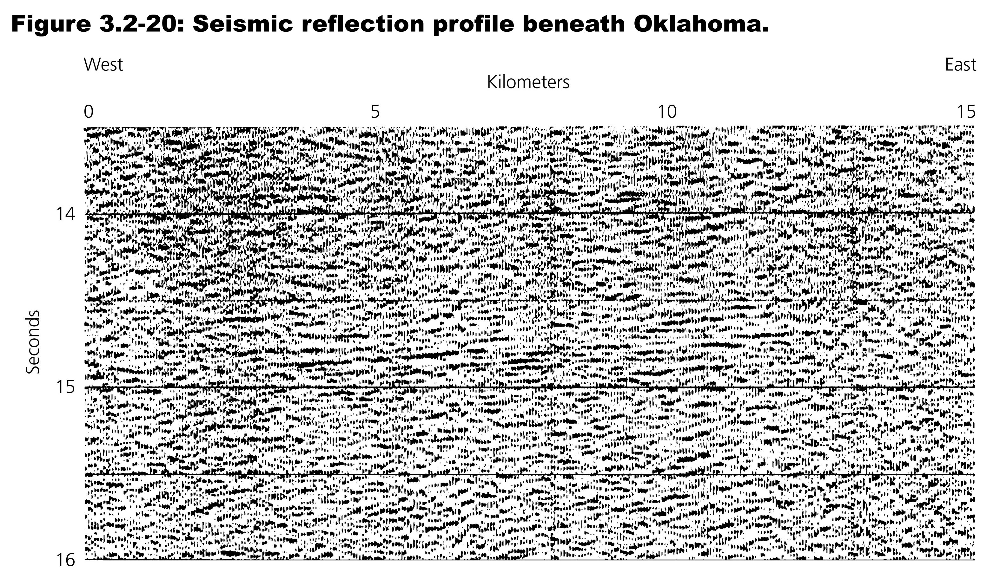 Figure 3.2-20: Seismic reflection profile beneath Oklahoma.
West
East
Kilometers
0
5
10
15
14
Seconds
15
16